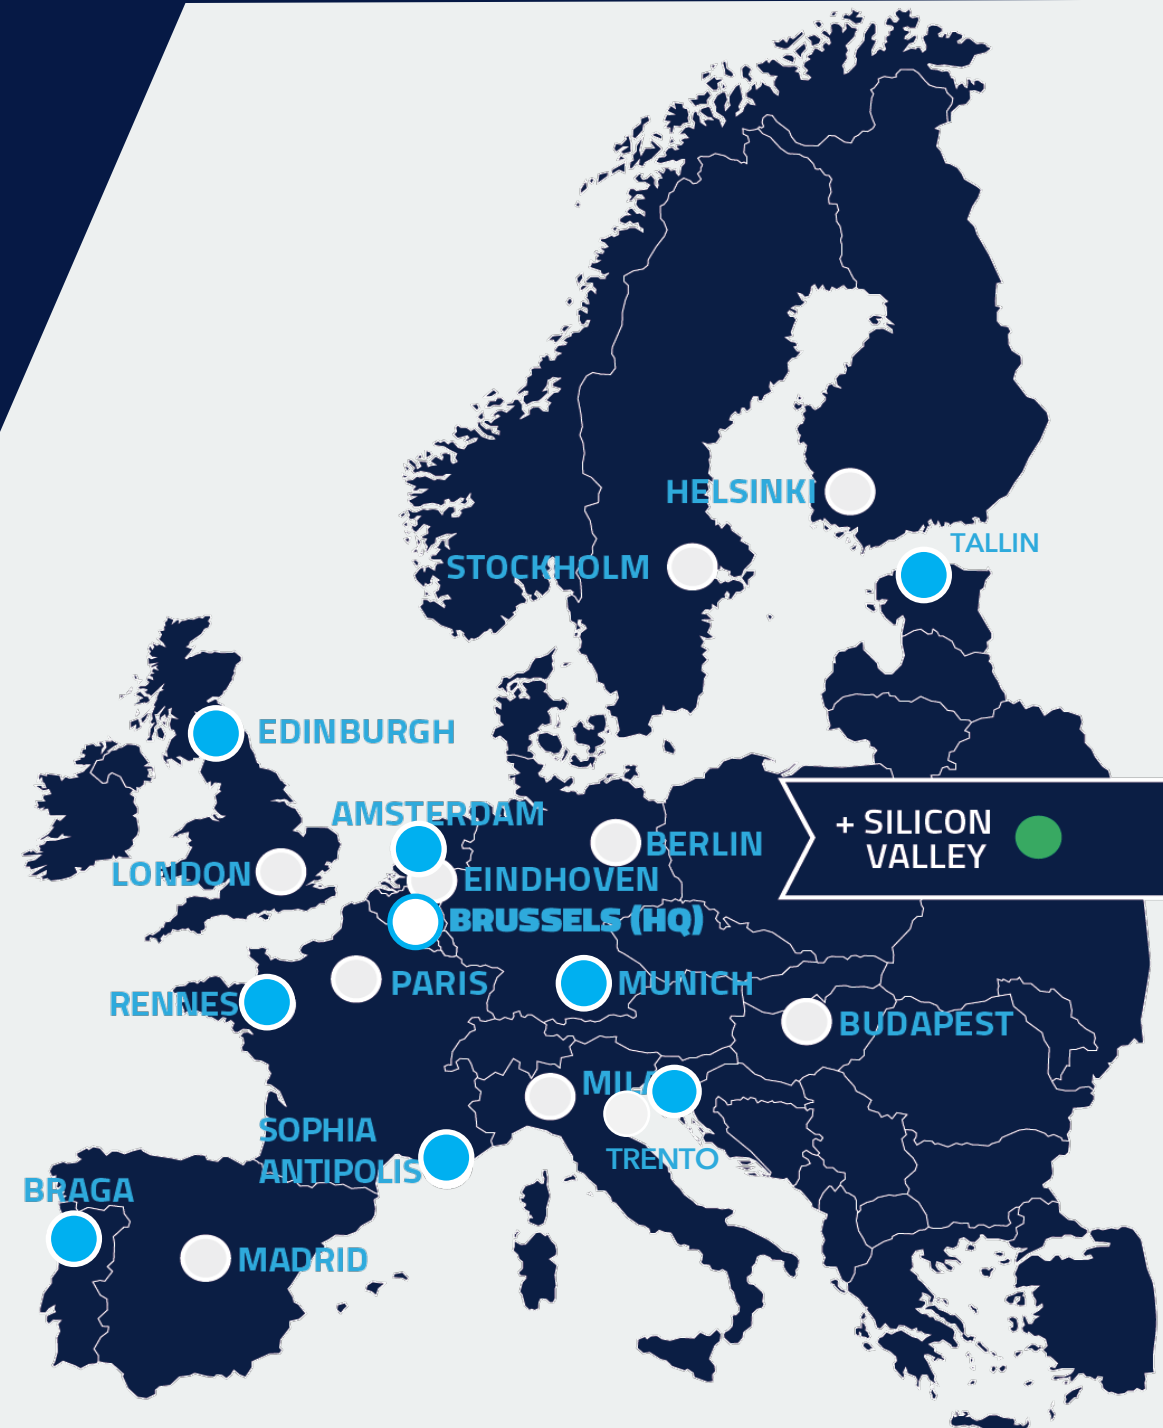 HELSINKI
TALLIN
STOCKHOLM
EDINBURGH
AMSTERDAM
+ SILICON
VALLEY
BERLIN
LONDON
EINDHOVEN
BRUSSELS (HQ)
PARIS
MUNICH
RENNES
BUDAPEST
MILA
SOPHIA
ANTIPOLIS
TRENTO
BRAGA
MADRID